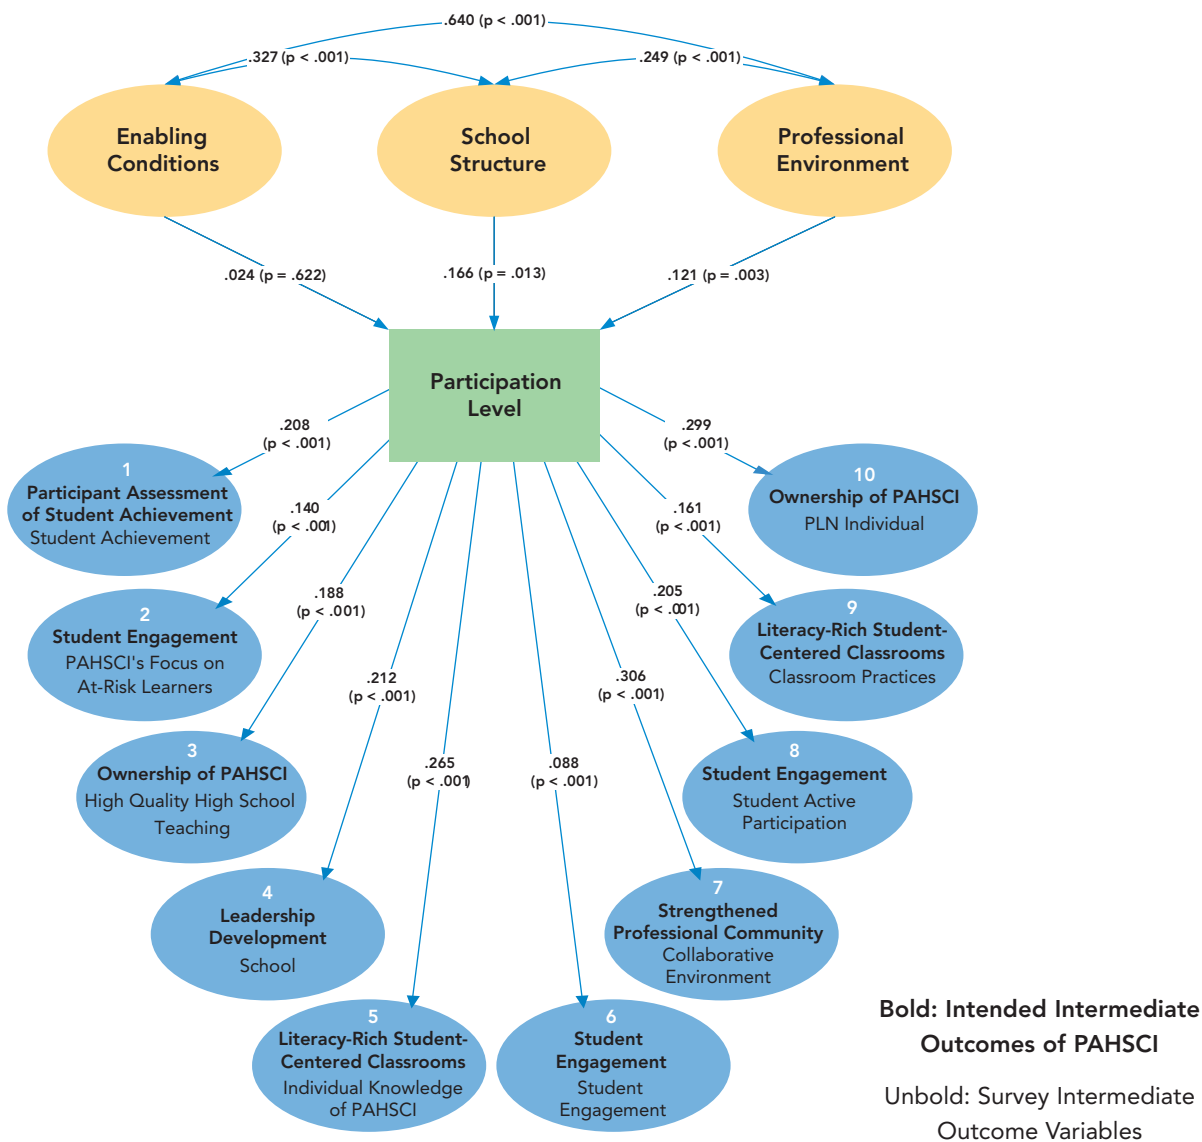 .640 (p < .001)
.327 (p < .001)
.249 (p < .001)
Enabling
Conditions
School
Structure
Professional
Environment
.024 (p = .622)
.166 (p = .013)
.121 (p = .003)
Participation
Level
.208
(p < .001)
.299
(p < .001)
1
Participant Assessment
of Student Achievement
Student Achievement
10
Ownership of PAHSCI
PLN Individual
.140
(p < .001)
.161
(p < .001)
2
Student Engagement
PAHSCI's Focus on
At-Risk Learners
.188
(p < .001)
.205
(p < .001)
9
Literacy-Rich Student-
Centered Classrooms
Classroom Practices
.212
(p < .001)
.306
(p < .001)
3
Ownership of PAHSCI
High Quality High School
Teaching
.265
(p < .001)
.088
(p < .001)
8
Student Engagement
Student Active
Participation
4
Leadership
Development
School
7
Strengthened
Professional Community
Collaborative
Environment
5
Literacy-Rich Student-
Centered Classrooms
Individual Knowledge
of PAHSCI
6
Student
Engagement
Student
Engagement
Bold: Intended Intermediate
Outcomes of PAHSCI
Unbold: Survey Intermediate
Outcome Variables